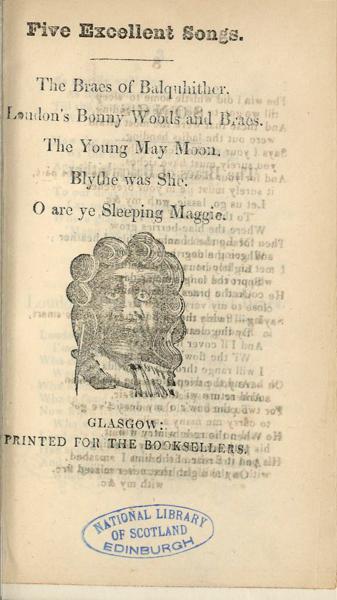 Five Excellent Songs.
The Braes of Balquhither.
Loudon's Bonny Woods and Braes.
The Young May Moon.
Blythe was She.
O are ye Sleeping Maggie.
GLASGOW:
PRINTED FOR THE BOOKSELLERS.
NATIONAL LIBRARY
OF SCOTLAND
EDINBURGH